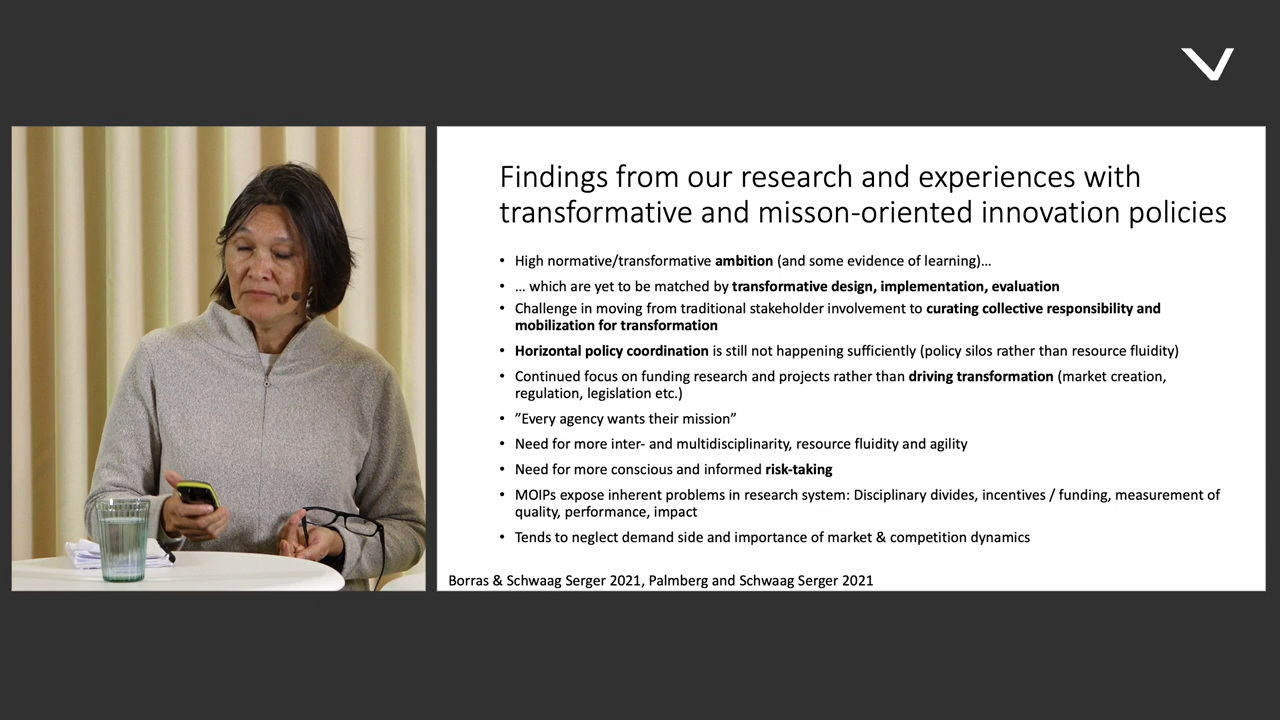 Findings from our research and experiences with
transformative and misson-oriented innovation policies
• High normative/transformative ambition (and some evidence of learning)…
• … which are yet to be matched by transformative design, implementation, evaluation
• Challenge in moving from traditional stakeholder involvement to curating collective responsibility and
mobilization for transformation
• Horizontal policy coordination is still not happening sufficiently (policy silos rather than resource fluidity)
• Continued focus on funding research and projects rather than driving transformation (market creation,
regulation, legislation etc.)
• ”Every agency wants their mission”
• Need for more inter- and multidisciplinarity, resource fluidity and agility
• Need for more conscious and informed risk-taking
• MOIPs expose inherent problems in research system: Disciplinary divides, incentives / funding, measurement of
quality, performance, impact
• Tends to neglect demand side and importance of market & competition dynamics
Borras & Schwaag Serger 2021, Palmberg and Schwaag Serger 2021